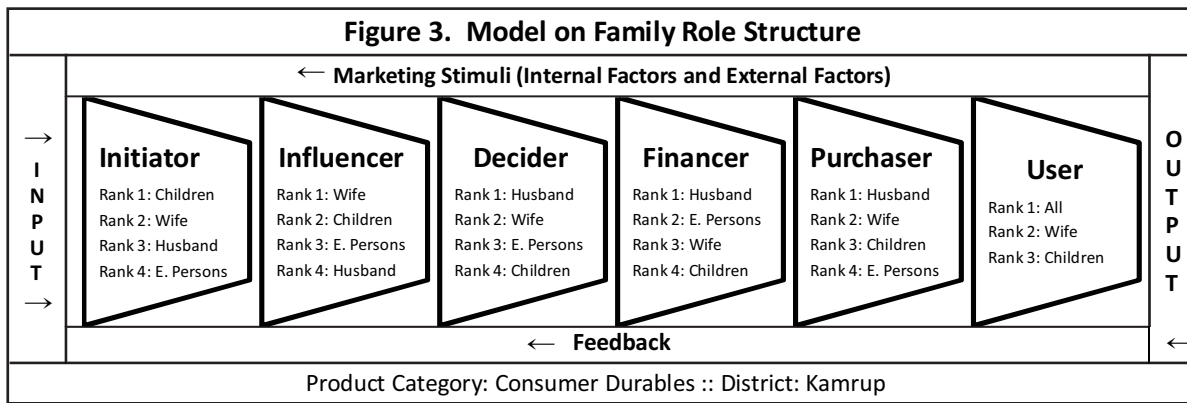 Figure 3. Model on Family Role Structure
← Marketing Stimuli (Internal Factors and External Factors)
→
I
N
P
U
T
→
Initiator
Rank 1: Children
Rank 2: Wife
Rank 3: Husband
Rank 4: E. Persons
Influencer
Rank 1: Wife
Rank 2: Children
Rank 3: E. Persons
Rank 4: Husband
Decider
Rank 1: Husband
Rank 2: Wife
Rank 3: E. Persons
Rank 4: Children
Financer
Rank 1: Husband
Rank 2: E. Persons
Rank 3: Wife
Rank 4: Children
Purchaser
Rank 1: Husband
Rank 2: Wife
Rank 3: Children
Rank 4: E. Persons
User
Rank 1: All
Rank 2: Wife
Rank 3: Children
O
U
T
P
U
T
← Feedback
←
Product Category: Consumer Durables :: District: Kamrup